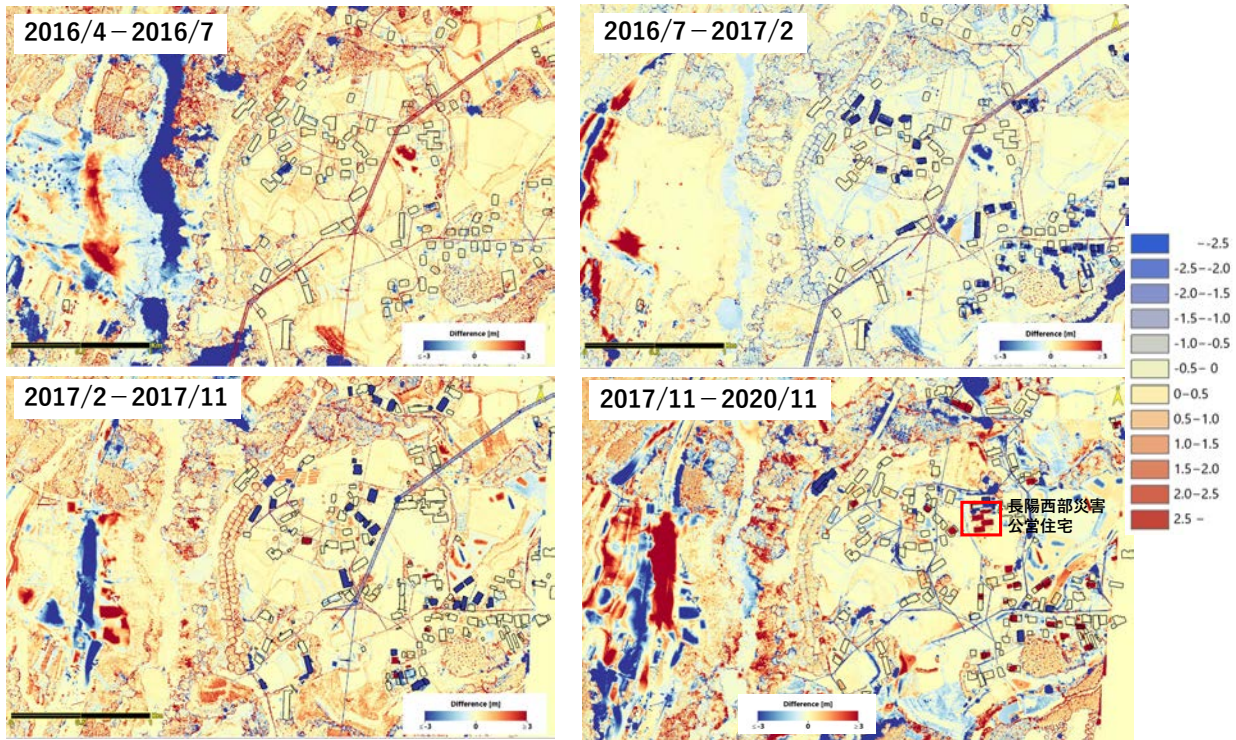 2016/4－2016/7
2016/7－2017/2
Difference [m]
≤-3 0 ≥3
Difference [m]
≤-3 0 ≥3
--2.5
-2.5--2.0
-2.0--1.5
-1.5--1.0
-1.0--0.5
-0.5- 0
0-0.5
0.5-1.0
1.0-1.5
1.5-2.0
2.0-2.5
2.5 -
2017/2－2017/11
2017/11－2020/11
長陽西部災害
公営住宅
Difference [m]
≤-3 0 ≥3
Difference [m]
≤-3 0 ≥3